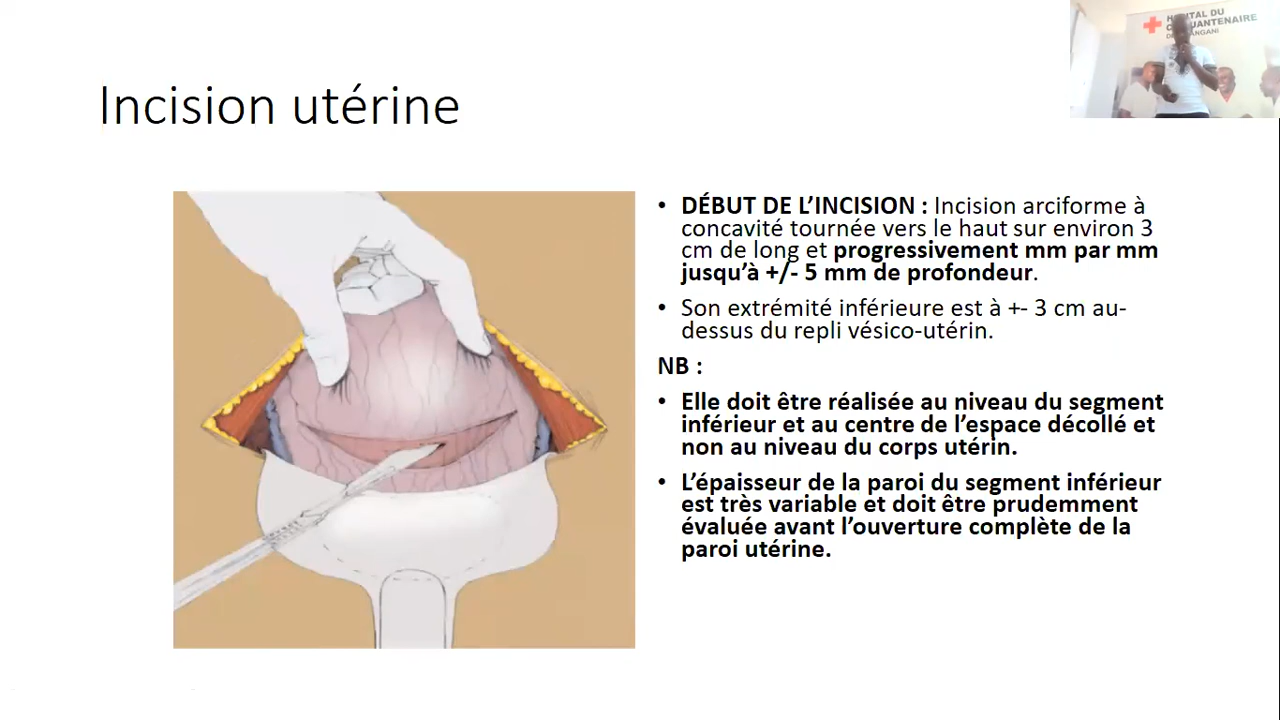 HÔPITAL DU
CINQUANTENAIRE
Incision utérine
• DÉBUT DE L’INCISION : Incision arciforme à
concavité tournée vers le haut sur environ 3
cm de long et progressivement mm par mm
jusqu’à +/- 5 mm de profondeur.
• Son extrémité inférieure est à +- 3 cm au-
dessus du repli vésico-utérin.
NB :
• Elle doit être réalisée au niveau du segment
inférieur et au centre de l’espace décollé et
non au niveau du corps utérin.
• L’épaisseur de la paroi du segment inférieur
est très variable et doit être prudemment
évaluée avant l’ouverture complète de la
paroi utérine.